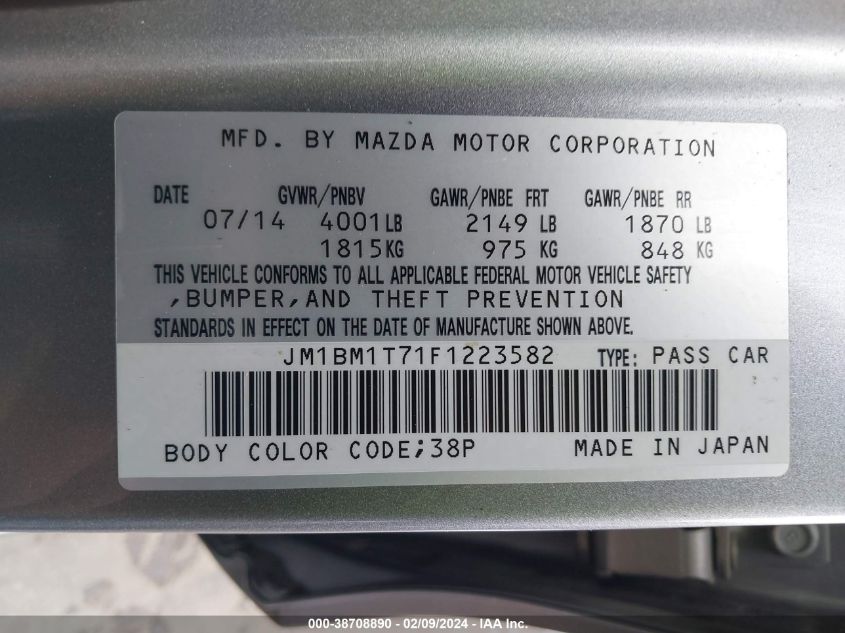 MFD. BY MAZDA MOTOR CORPORATION
DATE GVWR/PNBV GAWR/PNBE FRT GAWR/PNBE RR
07/14 4001LB 2149 LB 1870 LB
1815KG 975 KG 848 KG
THIS VEHICLE CONFORMS TO ALL APPLICABLE FEDERAL MOTOR VEHICLE SAFETY
,BUMPER,AND THEFT PREVENTION
STANDARDS IN EFFECT ON THE DATE OF MANUFACTURE SHOWN ABOVE.
JM1BM1T71F1223582 TYPE: PASS CAR
BODY COLOR CODE;38P MADE IN JAPAN
000-38708890 - 02/09/2024 - IAA Inc.